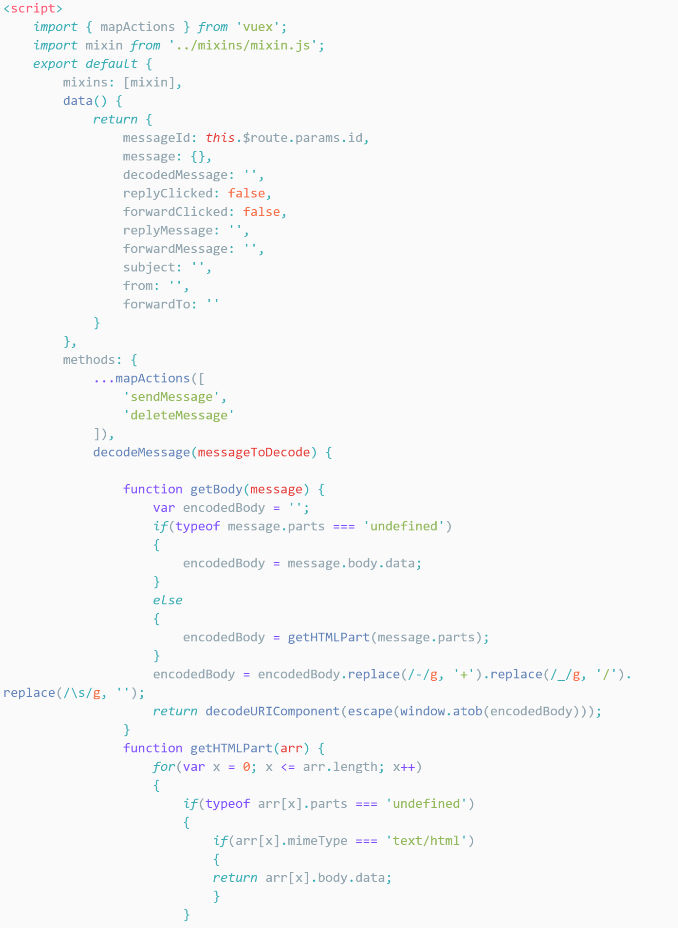 <script>
    import { mapActions } from 'vuex';
    import mixin from '../mixins/mixin.js';
    export default {
        mixins: [mixin],
        data() {
            return {
                messageId: this.$route.params.id,
                message: {},
                decodedMessage: '',
                replyClicked: false,
                forwardClicked: false,
                replyMessage: '',
                forwardMessage: '',
                subject: '',
                from: '',
                forwardTo: ''
            }
        },
        methods: {
            ...mapActions([
                'sendMessage',
                'deleteMessage'
            ]),
            decodeMessage(messageToDecode) {

                function getBody(message) {
                    var encodedBody = '';
                    if(typeof message.parts === 'undefined')
                    {
                        encodedBody = message.body.data;
                    }
                    else
                    {
                        encodedBody = getHTMLPart(message.parts);
                    }
                    encodedBody = encodedBody.replace(/-/g, '+').replace(/_/g, '/').
replace(/\s/g, '');
                    return decodeURIComponent(escape(window.atob(encodedBody)));
                }
                function getHTMLPart(arr) {
                    for(var x = 0; x <= arr.length; x++)
                    {
                        if(typeof arr[x].parts === 'undefined')
                        {
                            if(arr[x].mimeType === 'text/html')
                            {
                            return arr[x].body.data;
                            }
                        }